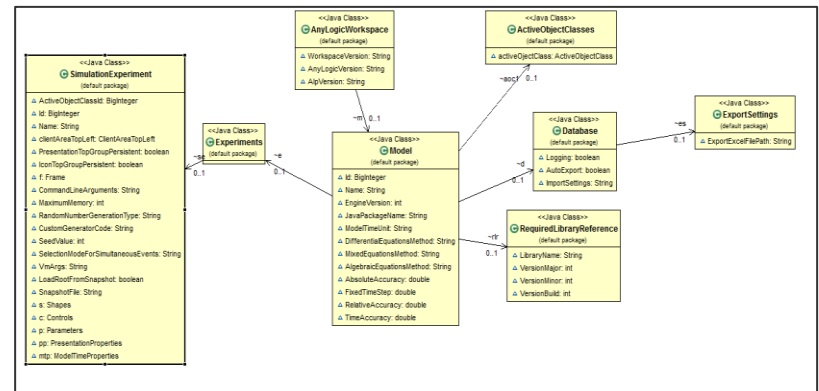 <<Java Class>>
SimulationExperiment
(default package)
ActiveObjectClassId: BigInteger
Id: BigInteger
Name: String
clientAreaTopLeft: ClientAreaTopLeft
PresentationTopGroupPersistent: boolean
IconTopGroupPersistent: boolean
f: Frame
CommandLineArguments: String
MaximumMemory: int
RandomNumberGenerationType: String
CustomGeneratorCode: String
SeedValue: int
SelectionModeForSimultaneousEvents: String
VmArgs: String
LoadRootFromSnapshot: boolean
SnapshotFile: String
s: Shapes
c: Controls
p: Parameters
pp: PresentationProperties
mtp: ModelTimeProperties
~se
0..1
<<Java Class>>
Experiments
(default package)
~e
0..1
<<Java Class>>
AnyLogicWorkspace
(default package)
WorkspaceVersion: String
AnyLogicVersion: String
AlpVersion: String
~m
0..1
<<Java Class>>
Model
(default package)
Id: BigInteger
Name: String
EngineVersion: int
JavaPackageName: String
ModelTimeUnit: String
DifferentialEquationsMethod: String
MixedEquationsMethod: String
AlgebraicEquationsMethod: String
AbsoluteAccuracy: double
FixedTimeStep: double
RelativeAccuracy: double
TimeAccuracy: double
<<Java Class>>
ActiveObjectClasses
(default package)
activeOjectClass: ActiveObjectClass
~aoc1
0..1
<<Java Class>>
Database
(default package)
Logging: boolean
AutoExport: boolean
ImportSettings: String
~d
0..1
~es
0..1
<<Java Class>>
ExportSettings
(default package)
ExportExcelFilePath: String
<<Java Class>>
RequiredLibraryReference
(default package)
LibraryName: String
VersionMajor: int
VersionMinor: int
VersionBuild: int
~rlr
0..1